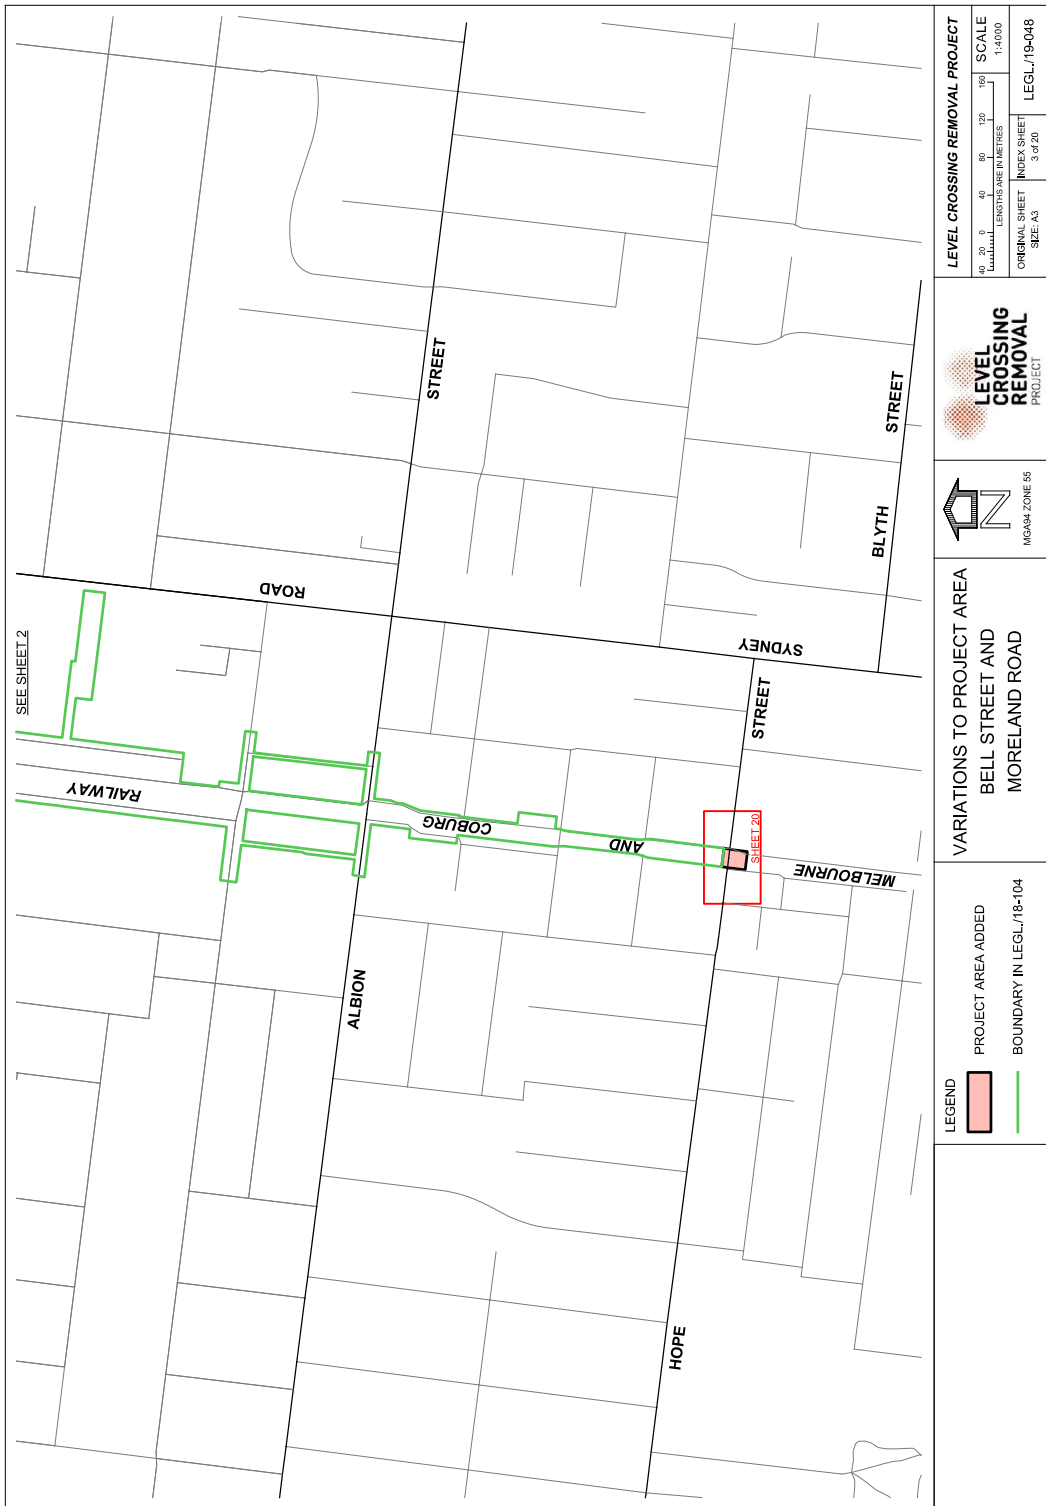 SEE SHEET 2
RAILWAY
ROAD
STREET
ALBION
COBURG
AND
SYDNEY
STREET
SHEET 20
MELBOURNE
HOPE
BLYTH
STREET
LEGEND
PROJECT AREA ADDED
BOUNDARY IN LEGL./18-104
VARIATIONS TO PROJECT AREA
BELL STREET AND
MORELAND ROAD
N
MGA94 ZONE 55
LEVEL
CROSSING
REMOVAL
PROJECT
LEVEL CROSSING REMOVAL PROJECT
40 20 0 40 80 120 160
LENGTHS ARE IN METRES
SCALE
1:4000
ORIGINAL SHEET
SIZE: A3
INDEX SHEET
3 of 20
LEGL./19-048